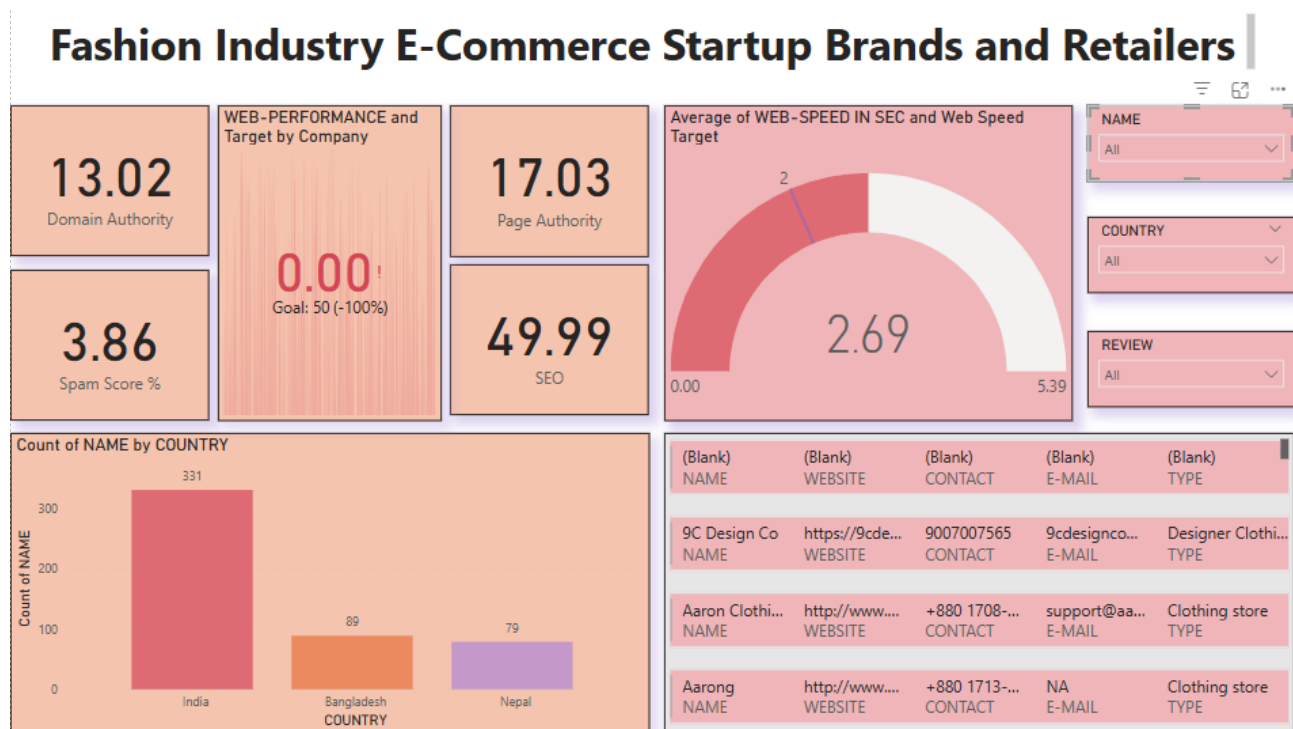 Fashion Industry E-Commerce Startup Brands and Retailers
13.02
Domain Authority
WEB-PERFORMANCE and
Target by Company
0.00!
Goal: 50 (-100%)
17.03
Page Authority
3.86
Spam Score %
49.99
SEO
Average of WEB-SPEED IN SEC and Web Speed
Target
2
2.69
0.00
5.39
NAME
All
COUNTRY
All
REVIEW
All
Count of NAME by COUNTRY
Count of NAME
300
200
100
0
331
89
79
India
Bangladesh
Nepal
COUNTRY
(Blank) (Blank) (Blank) (Blank) (Blank)
NAME WEBSITE CONTACT E-MAIL TYPE
9C Design Co https://9cde... 9007007565 9cdesignco... Designer Clothi...
NAME WEBSITE CONTACT E-MAIL TYPE
Aaron Clothi... http://www.... +880 1708-... support@aa... Clothing store
NAME WEBSITE CONTACT E-MAIL TYPE
Aarong http://www.... +880 1713-... NA Clothing store
NAME WEBSITE CONTACT E-MAIL TYPE